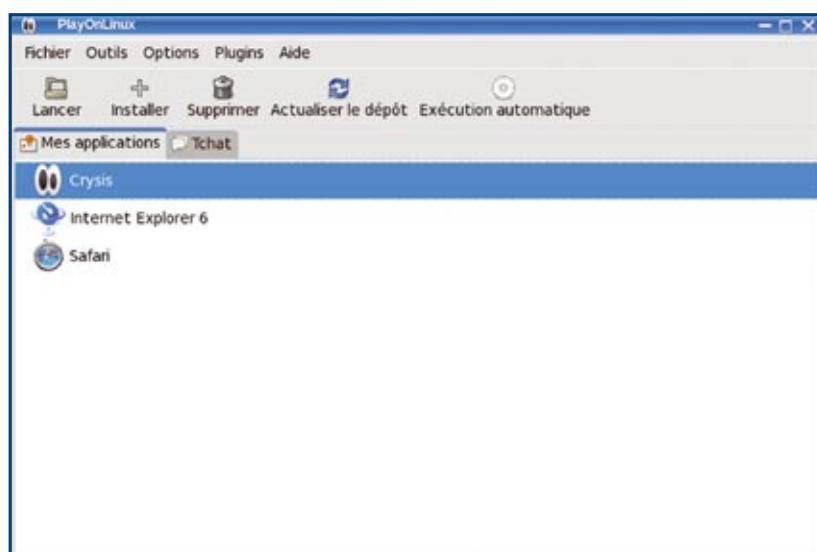 PlayOnLinux
Fichier Outils Options Plugins Aide
Lancer Installer Supprimer Actualiser le dépôt Exécution automatique
Mes applications Tchat
Crysis
Internet Explorer 6
Safari